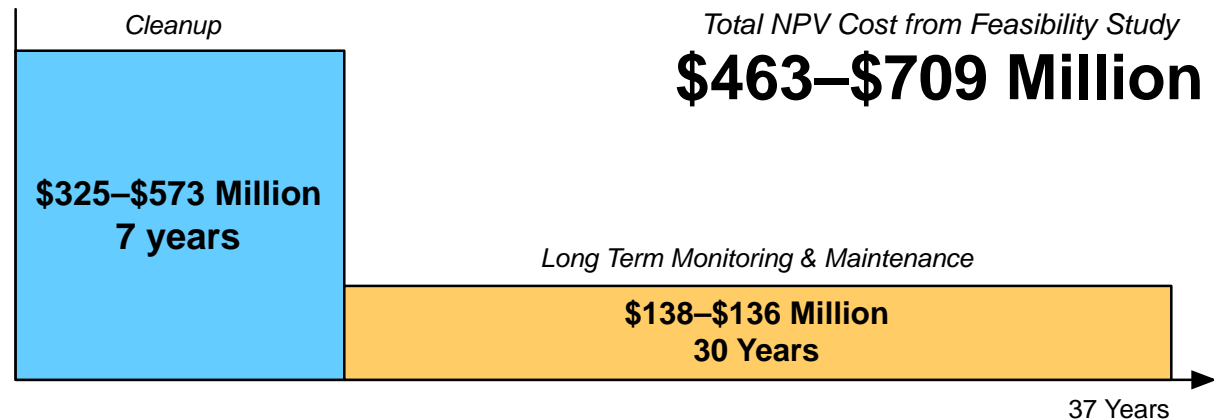 Cleanup
Total NPV Cost from Feasibility Study
$463–$709 Million
$325–$573 Million
7 years
Long Term Monitoring & Maintenance
$138–$136 Million
30 Years
37 Years